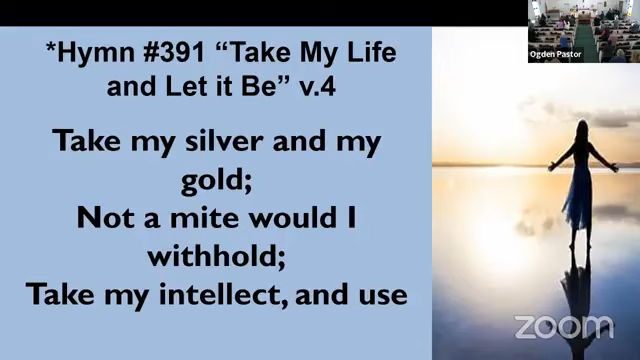 *Hymn #391 “Take My Life
and Let it Be” v.4
Take my silver and my
gold;
Not a mite would I
withhold;
Take my intellect, and use
Ogden Pastor
zoom